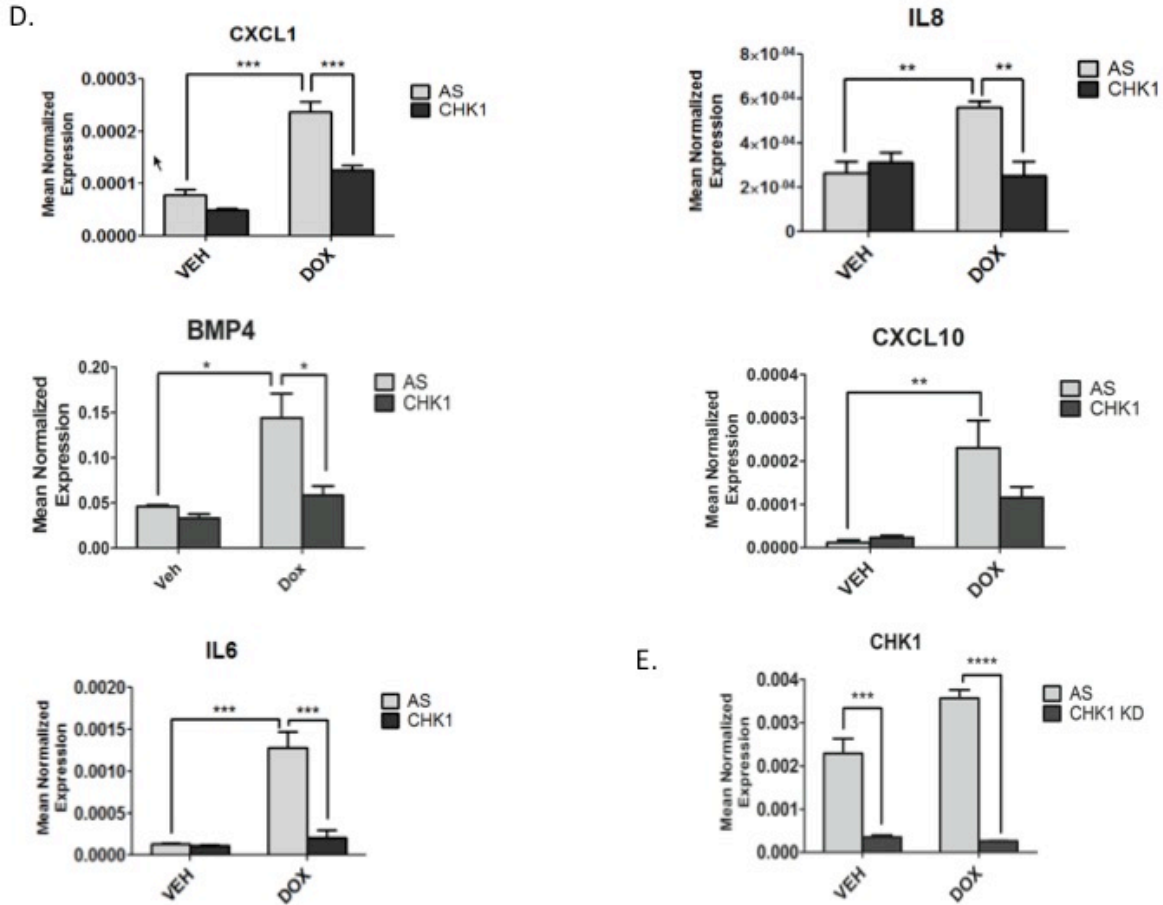 D.
CXCL1
***
***
0.0003
0.0002
0.0001
0.0000
Mean Normalized
Expression
VEH
DOX
AS
CHK1
IL8
**
**
8×10⁻⁰⁴
6×10⁻⁰⁴
4×10⁻⁰⁴
2×10⁻⁰⁴
0
Mean Normalized
Expression
VEH
DOX
AS
CHK1
BMP4
*
*
0.20
0.15
0.10
0.05
0.00
Mean Normalized
Expression
Veh
Dox
AS
CHK1
CXCL10
**
0.0004
0.0003
0.0002
0.0001
0.0000
Mean Normalized
Expression
VEH
DOX
AS
CHK1
IL6
***
***
0.0020
0.0015
0.0010
0.0005
0.0000
Mean Normalized
Expression
VEH
DOX
AS
CHK1
E.
CHK1
***
****
0.004
0.003
0.002
0.001
0.000
Mean Normalized
Expression
VEH
DOX
AS
CHK1 KD